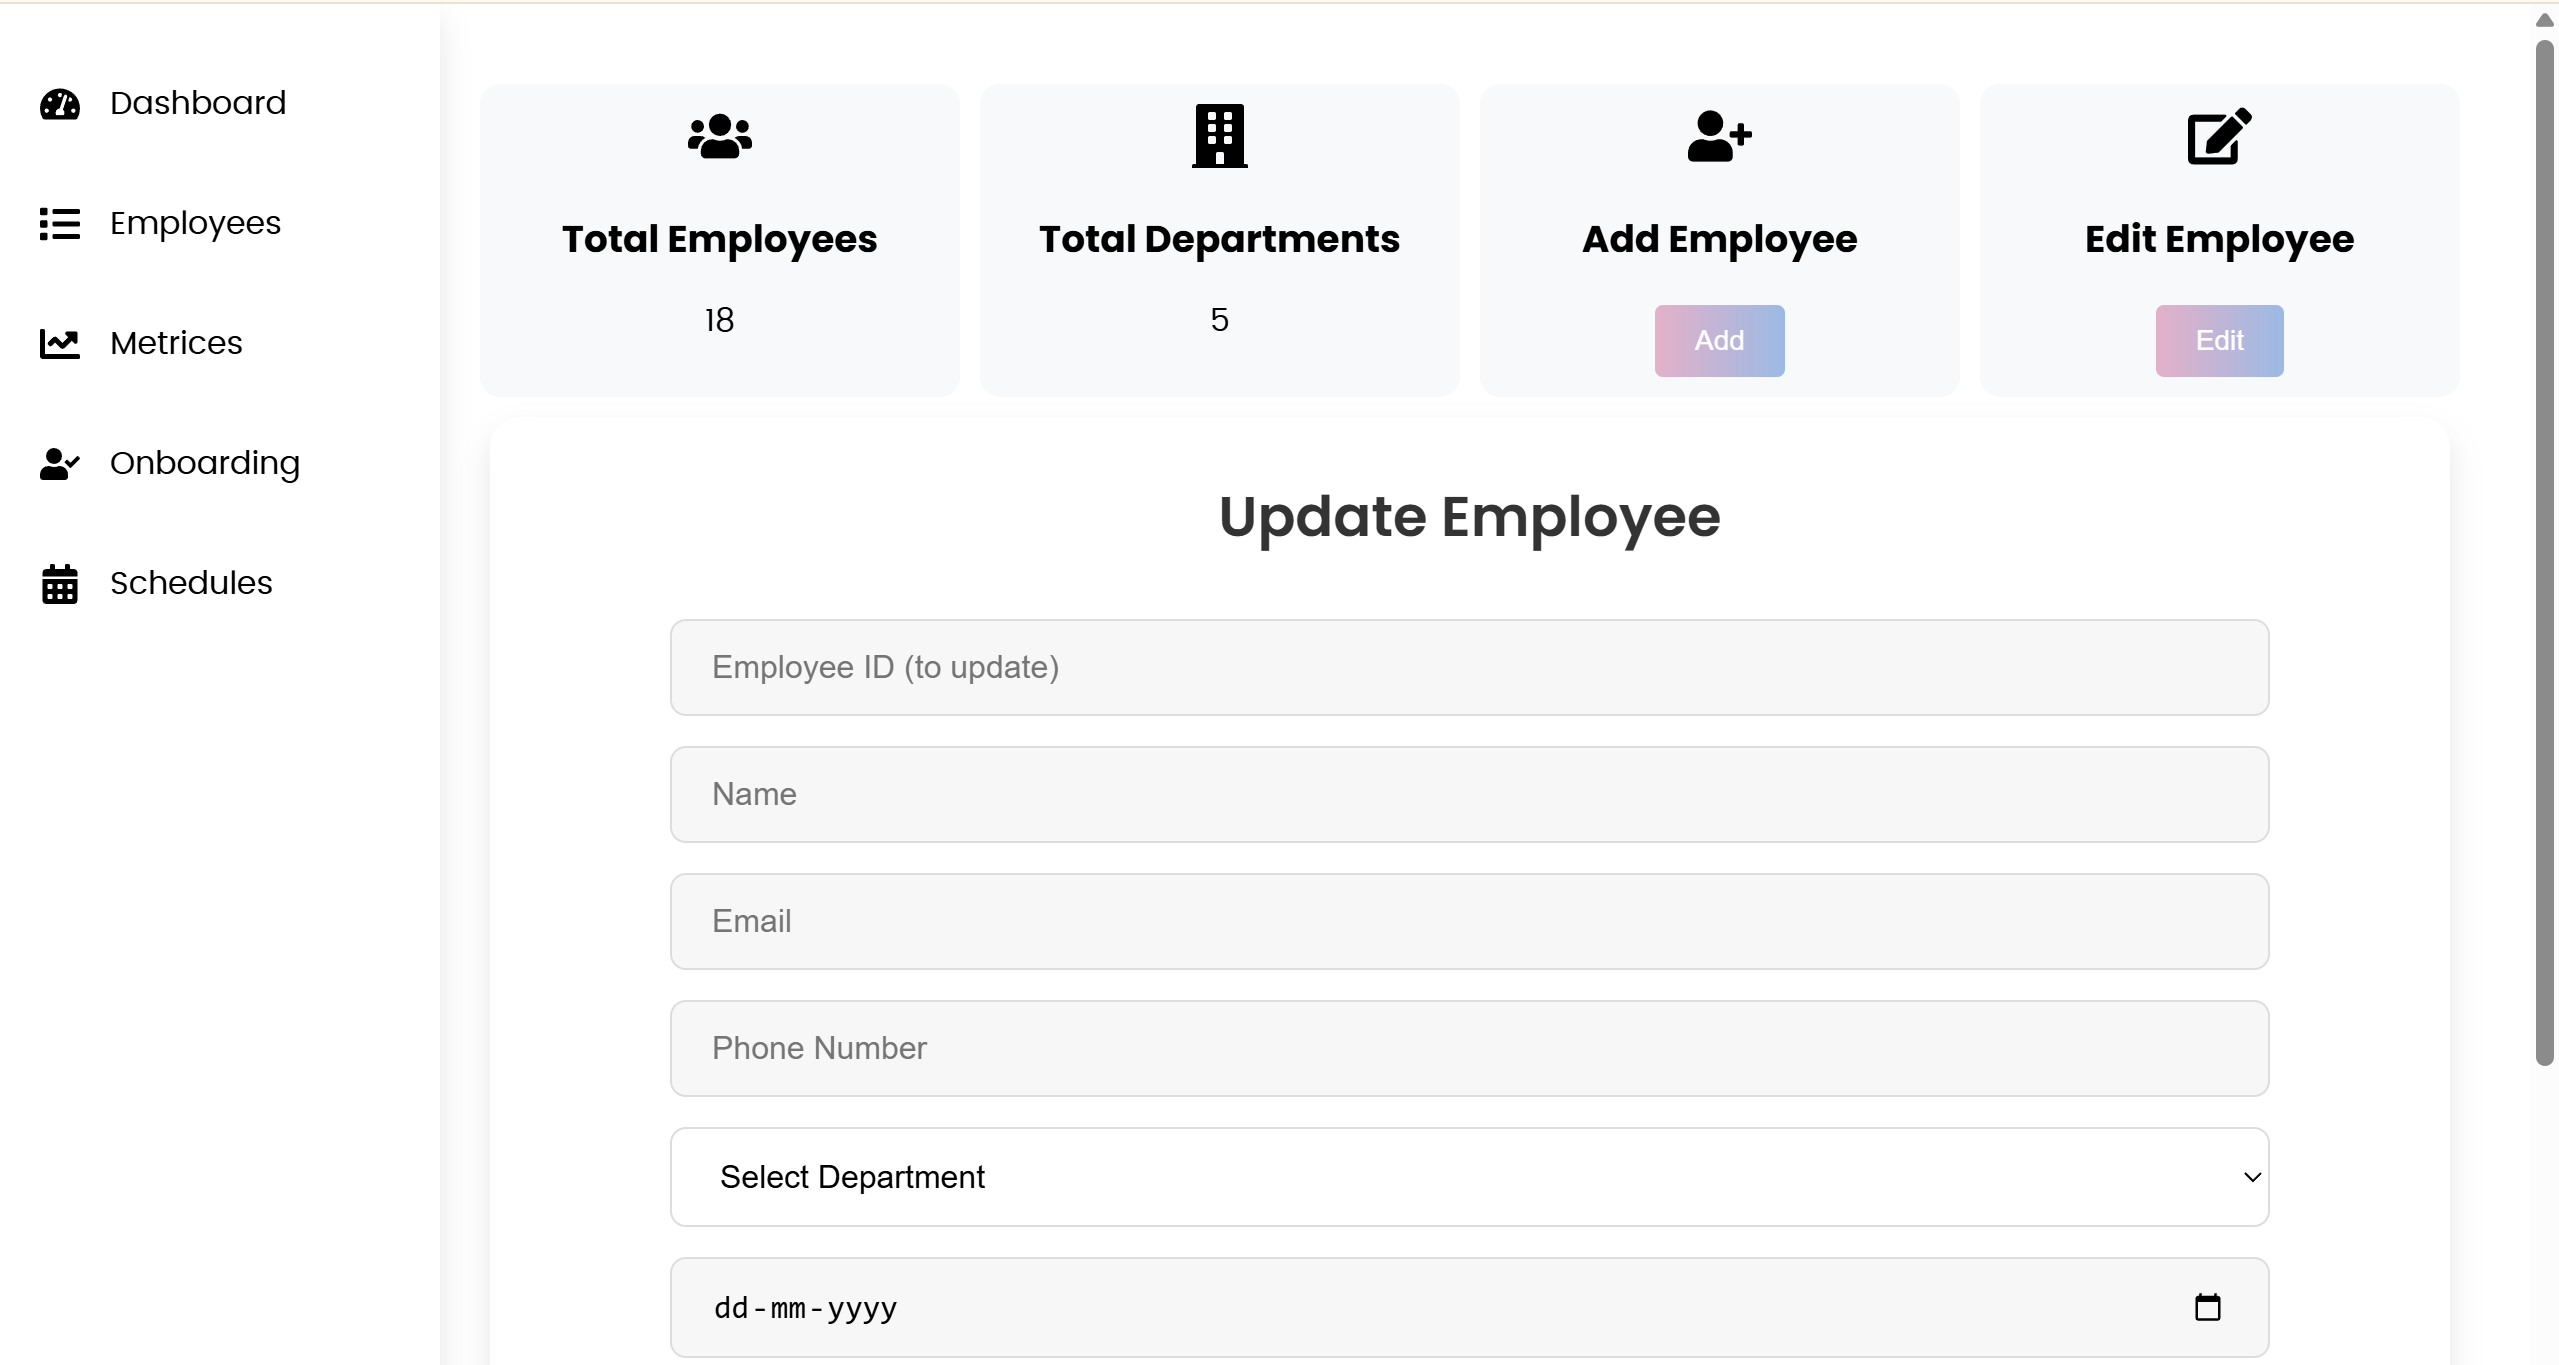 Dashboard
Employees
Metrices
Onboarding
Schedules
Total Employees
18
Total Departments
5
Add Employee
Add
Edit Employee
Edit
Update Employee
Employee ID (to update)
Name
Email
Phone Number
Select Department
dd-mm-yyyy